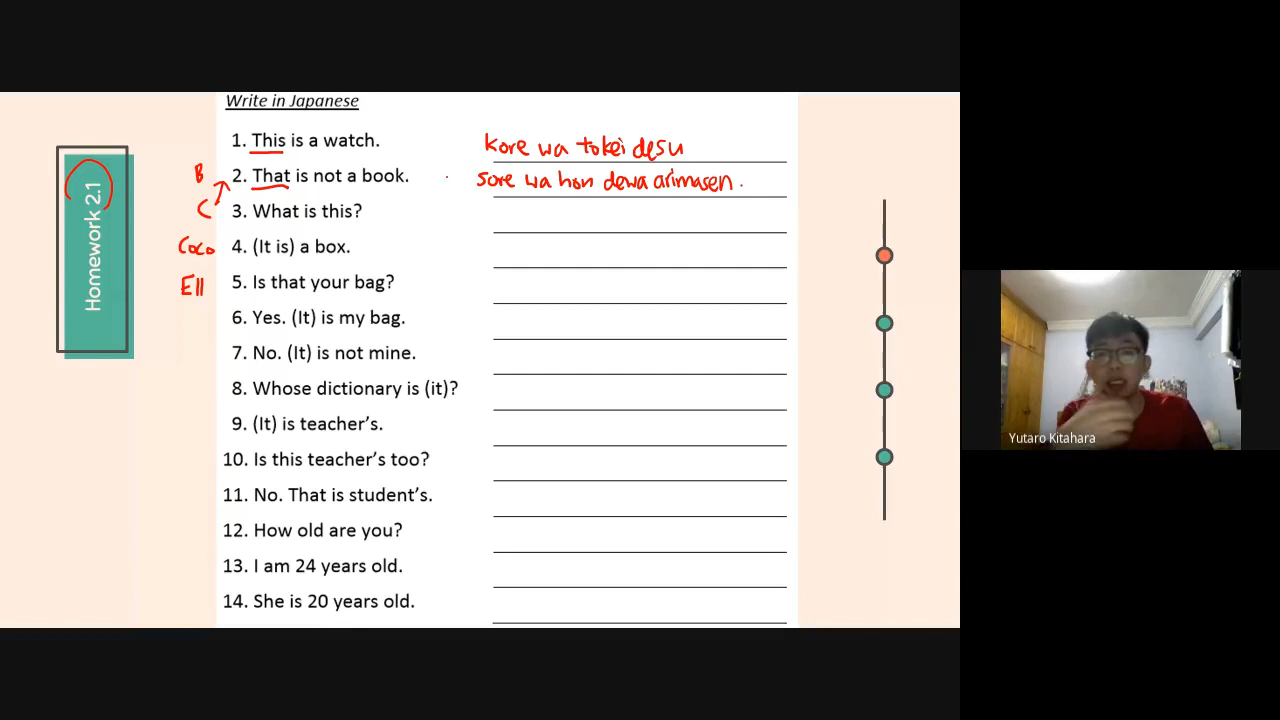 Write in Japanese
Homework 2.1
1. This is a watch.
kore wa tokei desu
B
2. That is not a book.
sore wa hon dewa arimasen.
C
3. What is this?
Coco
4. (It is) a box.
Ell
5. Is that your bag?
6. Yes. (It) is my bag.
7. No. (It) is not mine.
8. Whose dictionary is (it)?
9. (It) is teacher’s.
10. Is this teacher’s too?
11. No. That is student’s.
12. How old are you?
13. I am 24 years old.
14. She is 20 years old.
Yutaro Kitahara